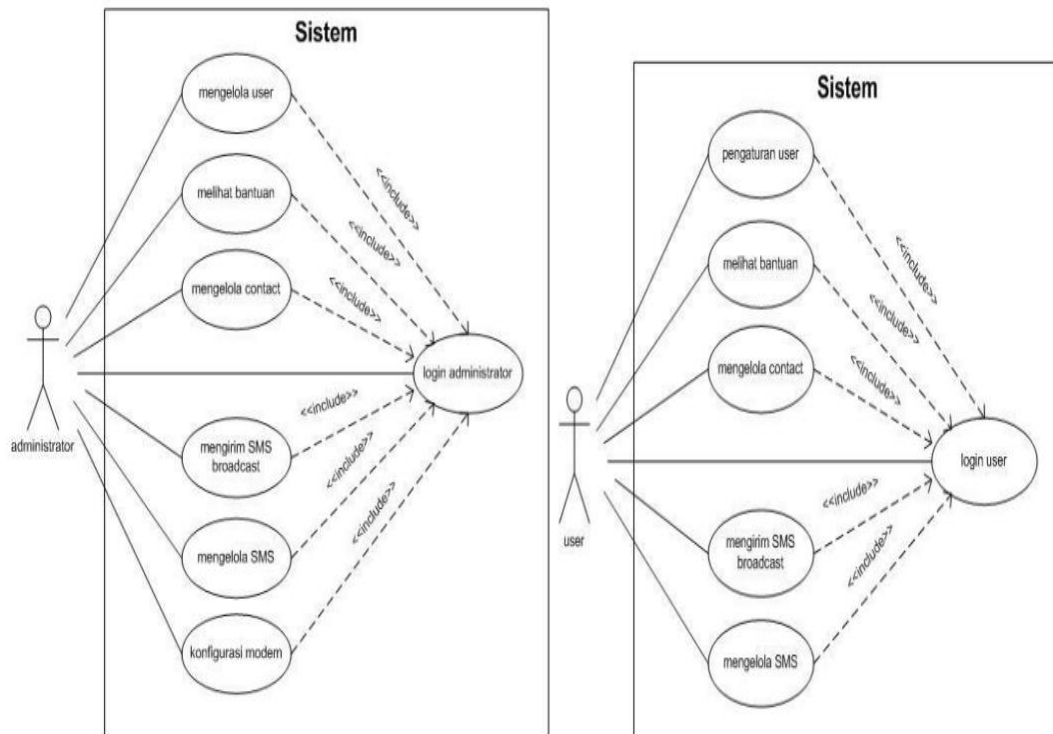 Sistem
mengelola user
<<include>>
melihat bantuan
<<include>>
mengelola contact
<<include>>
login administrator
administrator
<<include>>
mengirim SMS
broadcast
<<include>>
mengelola SMS
<<include>>
konfigurasi modem
Sistem
pengaturan user
<<include>>
melihat bantuan
<<include>>
mengelola contact
<<include>>
login user
user
<<include>>
mengirim SMS
broadcast
<<include>>
mengelola SMS